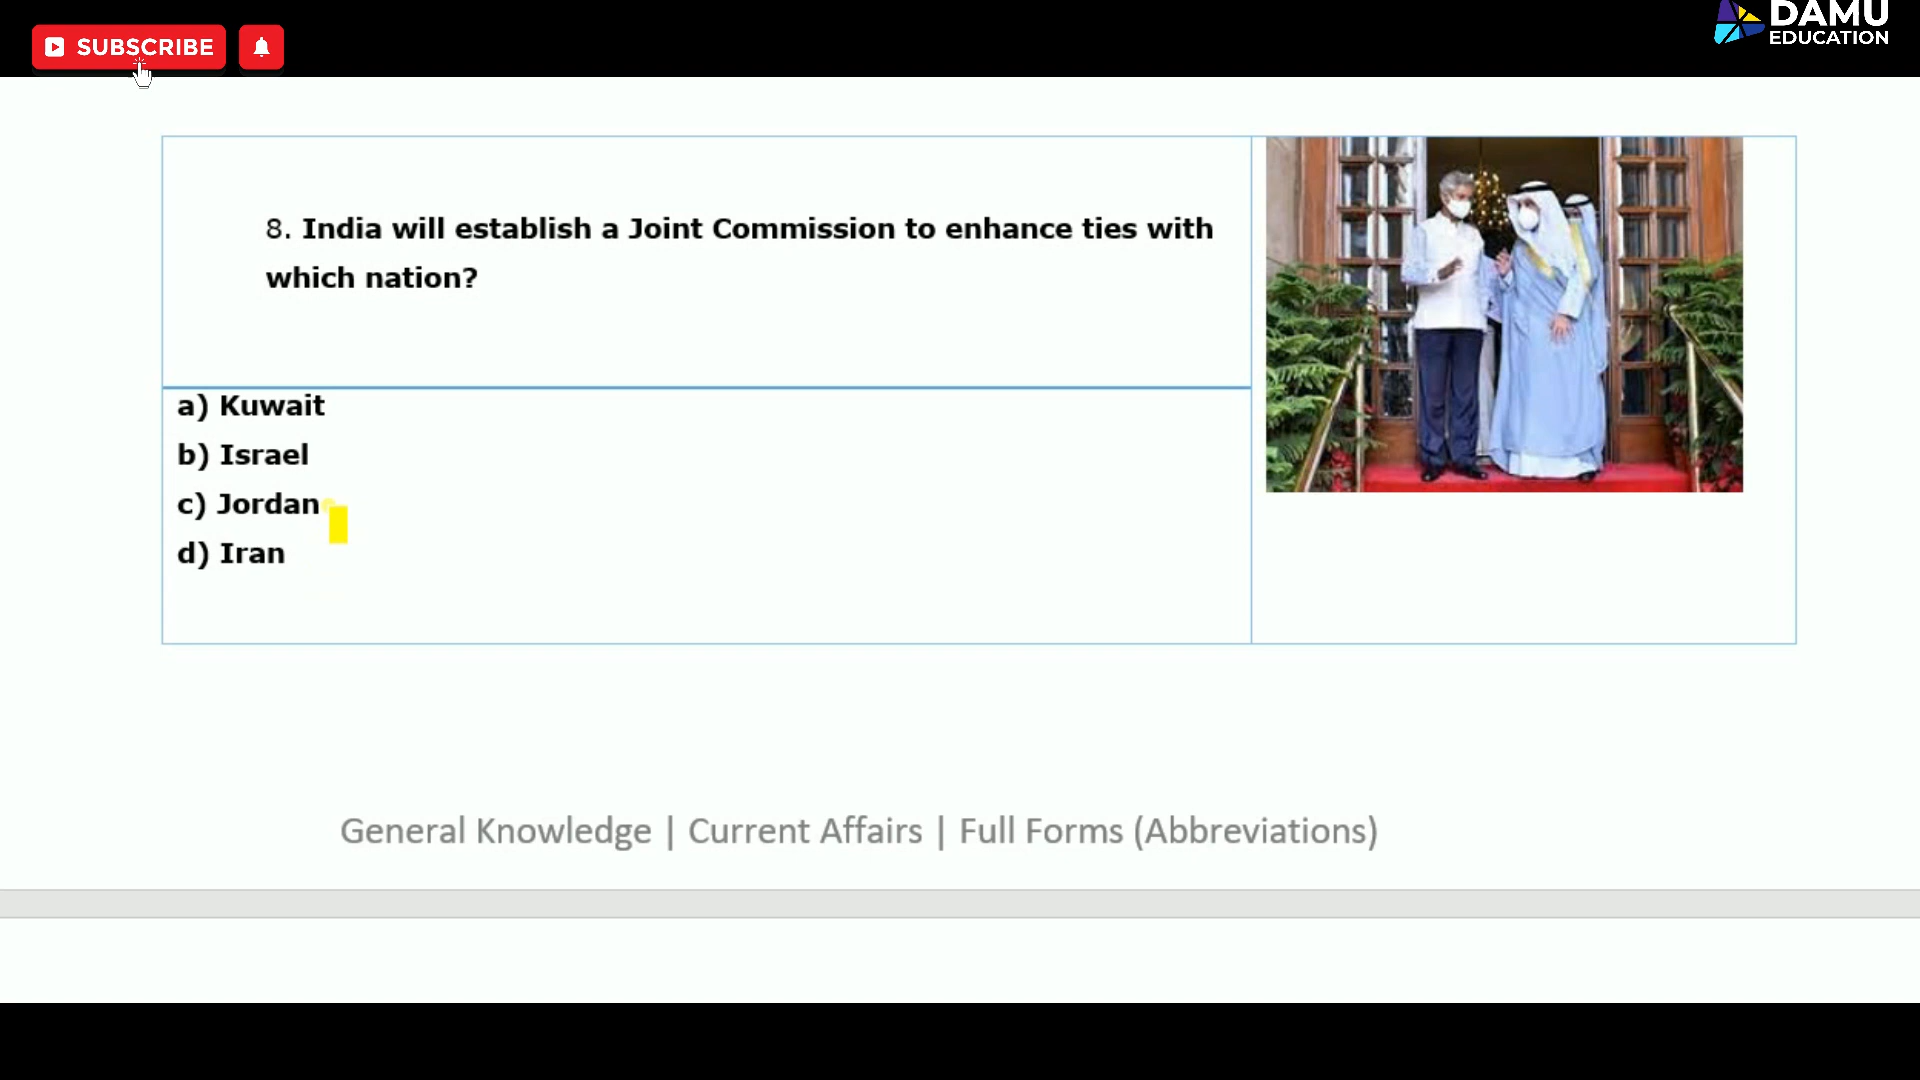 SUBSCRIBE
DAMU
EDUCATION
8. India will establish a Joint Commission to enhance ties with
which nation?
a) Kuwait
b) Israel
c) Jordan
d) Iran
General Knowledge | Current Affairs | Full Forms (Abbreviations)